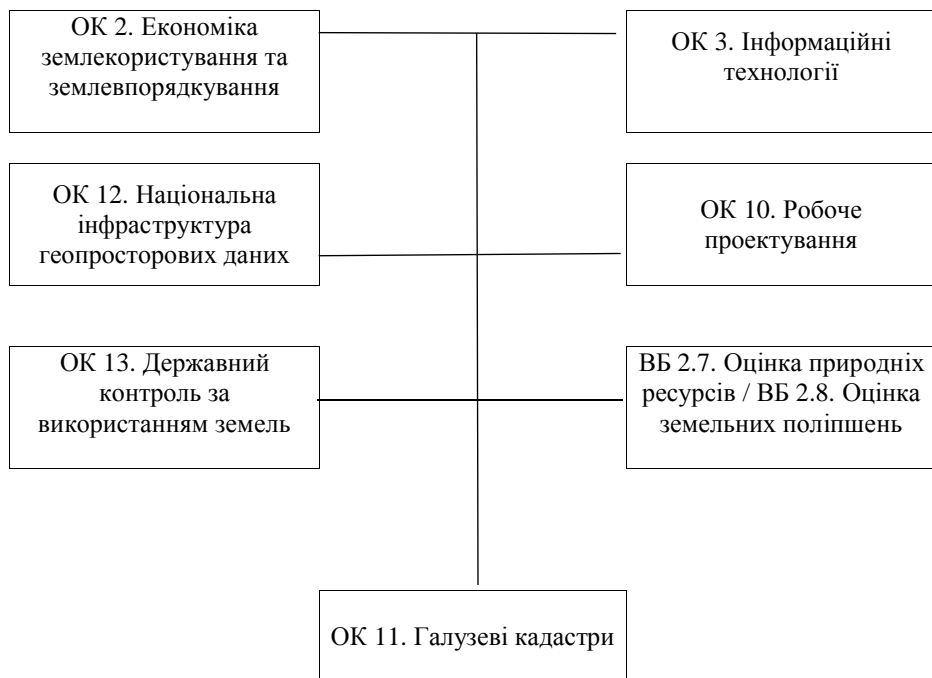 ОК 2. Економіка
землекористування та
землевпорядкування
ОК 3. Інформаційні
технології
ОК 12. Національна
інфраструктура
геопросторових даних
ОК 10. Робоче
проектування
ОК 13. Державний
контроль за
використанням земель
ВБ 2.7. Оцінка природніх
ресурсів / ВБ 2.8. Оцінка
земельних поліпшень
ОК 11. Галузеві кадастри